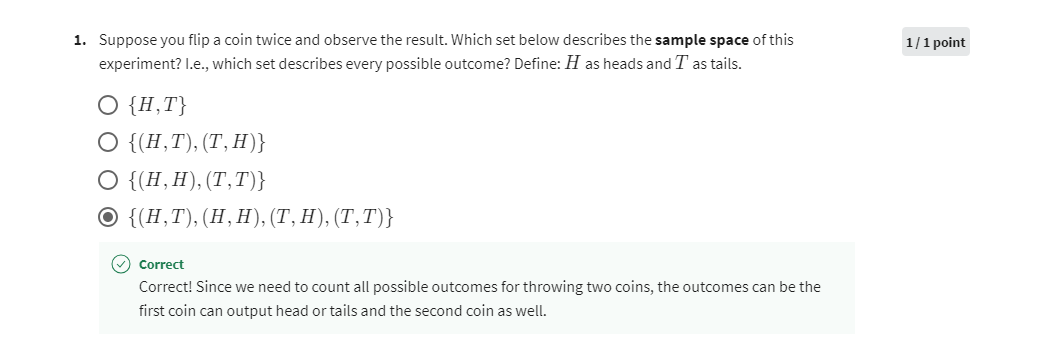 1. Suppose you flip a coin twice and observe the result. Which set below describes the sample space of this
1 / 1 point
experiment? I.e., which set describes every possible outcome? Define: H as heads and T as tails.
{H, T}
{(H, T), (T, H)}
{(H, H), (T, T)}
{(H, T), (H, H), (T, H), (T, T)}
Correct
Correct! Since we need to count all possible outcomes for throwing two coins, the outcomes can be the
first coin can output head or tails and the second coin as well.